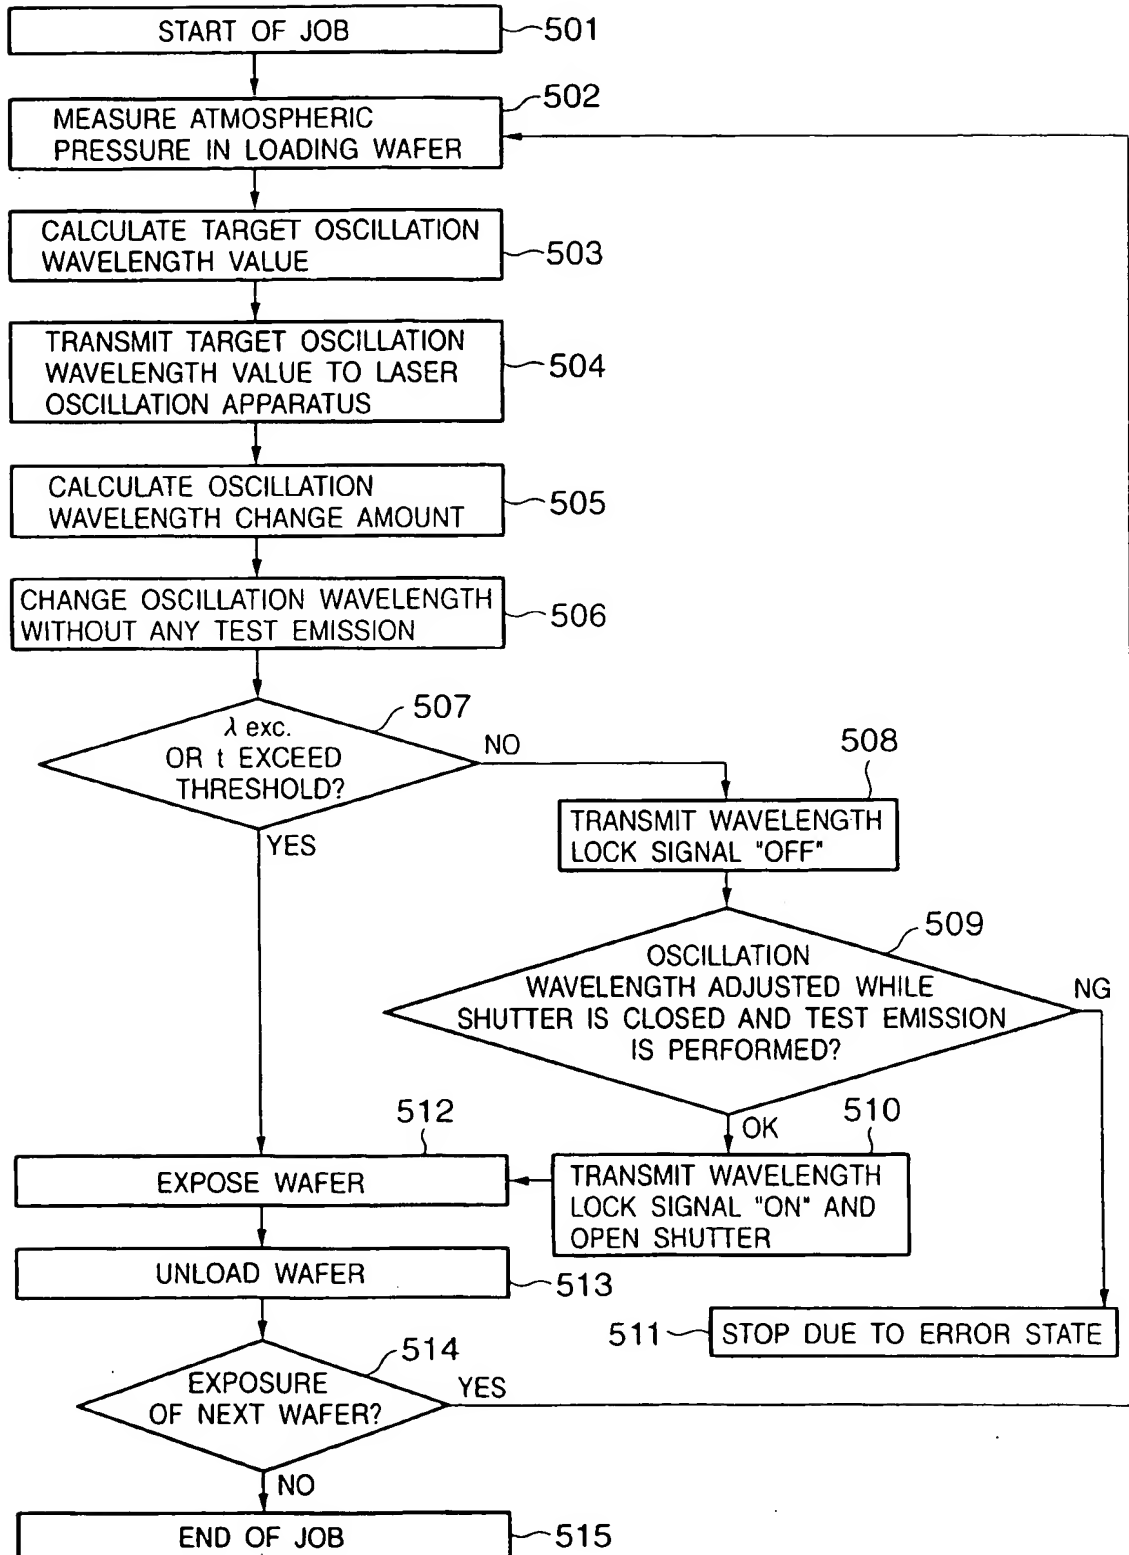 START OF JOB
501
502
MEASURE ATMOSPHERIC
PRESSURE IN LOADING WAFER
CALCULATE TARGET OSCILLATION
WAVELENGTH VALUE
503
TRANSMIT TARGET OSCILLATION
WAVELENGTH VALUE TO LASER
OSCILLATION APPARATUS
504
CALCULATE OSCILLATION
WAVELENGTH CHANGE AMOUNT
505
CHANGE OSCILLATION WAVELENGTH
WITHOUT ANY TEST EMISSION
506
507
λ exc.
OR t EXCEED
THRESHOLD?
NO
YES
508
TRANSMIT WAVELENGTH
LOCK SIGNAL "OFF"
509
OSCILLATION
WAVELENGTH ADJUSTED WHILE
SHUTTER IS CLOSED AND TEST EMISSION
IS PERFORMED?
NG
OK
510
TRANSMIT WAVELENGTH
LOCK SIGNAL "ON" AND
OPEN SHUTTER
512
EXPOSE WAFER
UNLOAD WAFER
513
511
STOP DUE TO ERROR STATE
514
EXPOSURE
OF NEXT WAFER?
YES
NO
END OF JOB
515